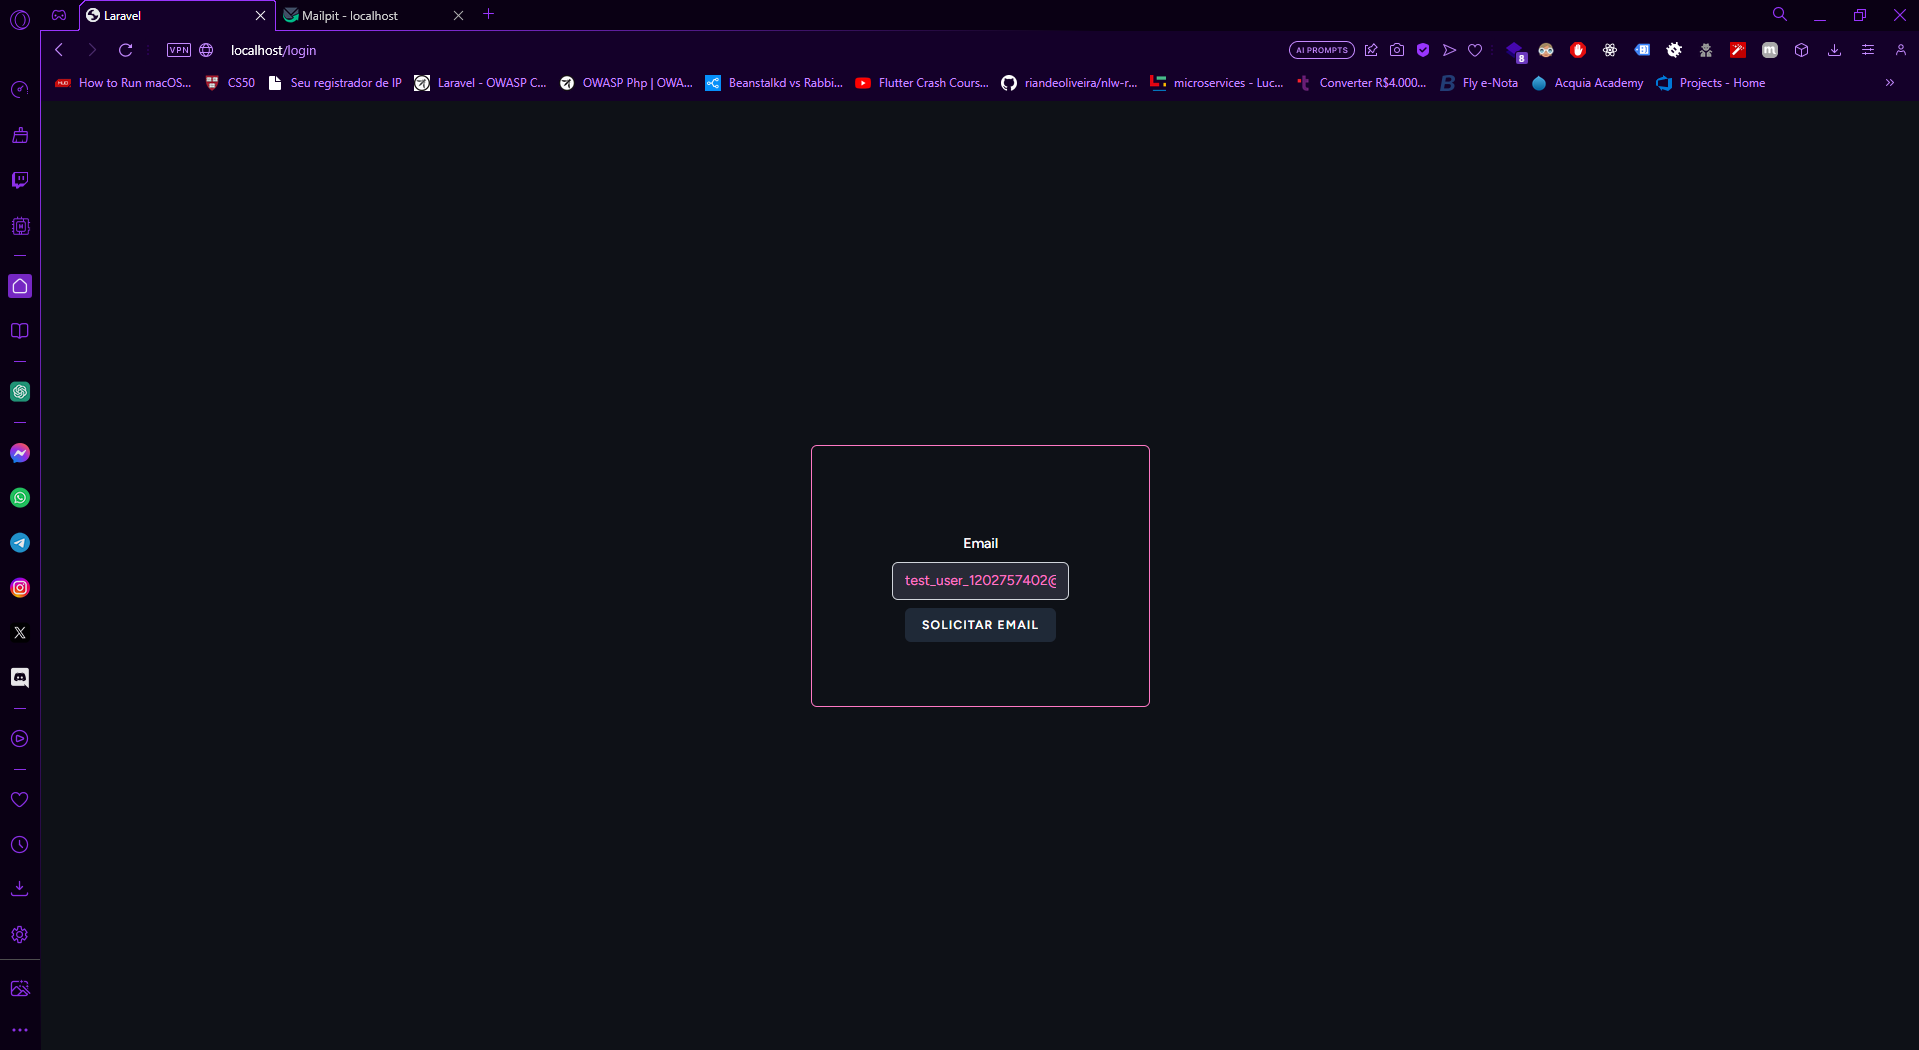 Laravel
Mailpit - localhost
VPN
localhost/login
AI PROMPTS
8
How to Run macOS...
CS50
Seu registrador de IP
Laravel - OWASP C...
OWASP Php | OWA...
Beanstalkd vs Rabbi...
Flutter Crash Cours...
riandeoliveira/nlw-r...
microservices - Luc...
Converter R$4.000...
Fly e-Nota
Acquia Academy
Projects - Home
Email
test_user_1202757402@
SOLICITAR EMAIL